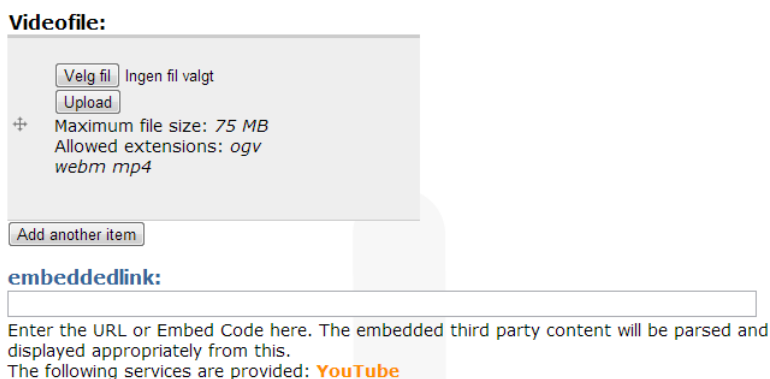 Videofile:
Velg fil Ingen fil valgt
Upload
Maximum file size: 75 MB
Allowed extensions: ogv
webm mp4
Add another item
embeddedlink:
Enter the URL or Embed Code here. The embedded third party content will be parsed and
displayed appropriately from this.
The following services are provided: YouTube